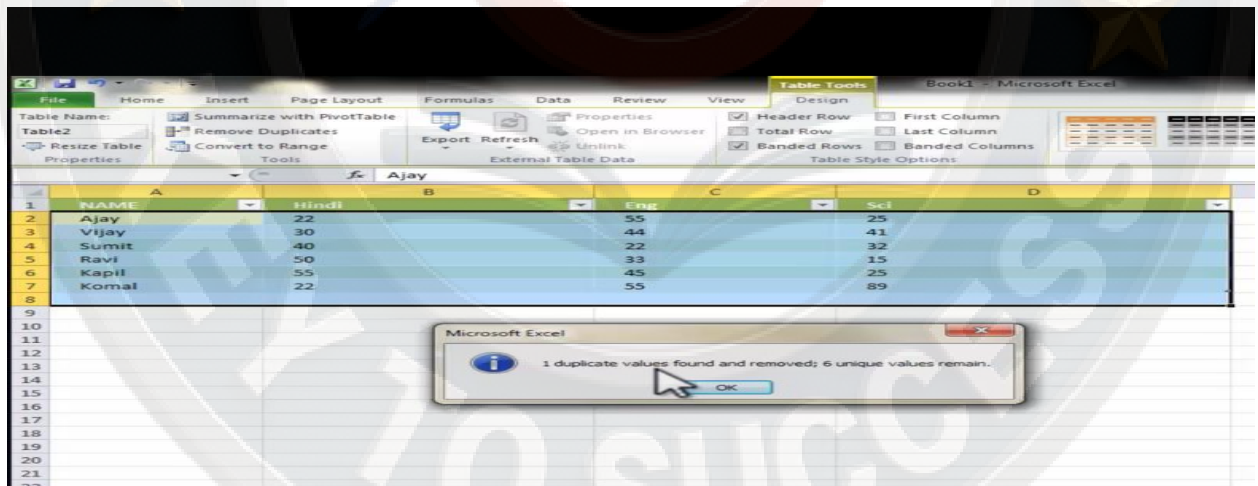 Table Tools Book1 - Microsoft Excel
File Home Insert Page Layout Formulas Data Review View Design
Table Name: Summarize with PivotTable Properties Header Row First Column
Table2 Remove Duplicates Export Refresh Open in Browser Total Row Last Column
Resize Table Convert to Range Unlink Banded Rows Banded Columns
Properties Tools External Table Data Table Style Options
fx Ajay
A B C D
1 NAME Hindi Eng Sci
2 Ajay 22 55 25
3 Vijay 30 44 41
4 Sumit 40 22 32
5 Ravi 50 33 15
6 Kapil 55 45 25
7 Komal 22 55 89
8
9
10
11
12
13
14
15
16
17
18
19
20
21
Microsoft Excel
1 duplicate values found and removed; 6 unique values remain.
OK
TO SUCCESS